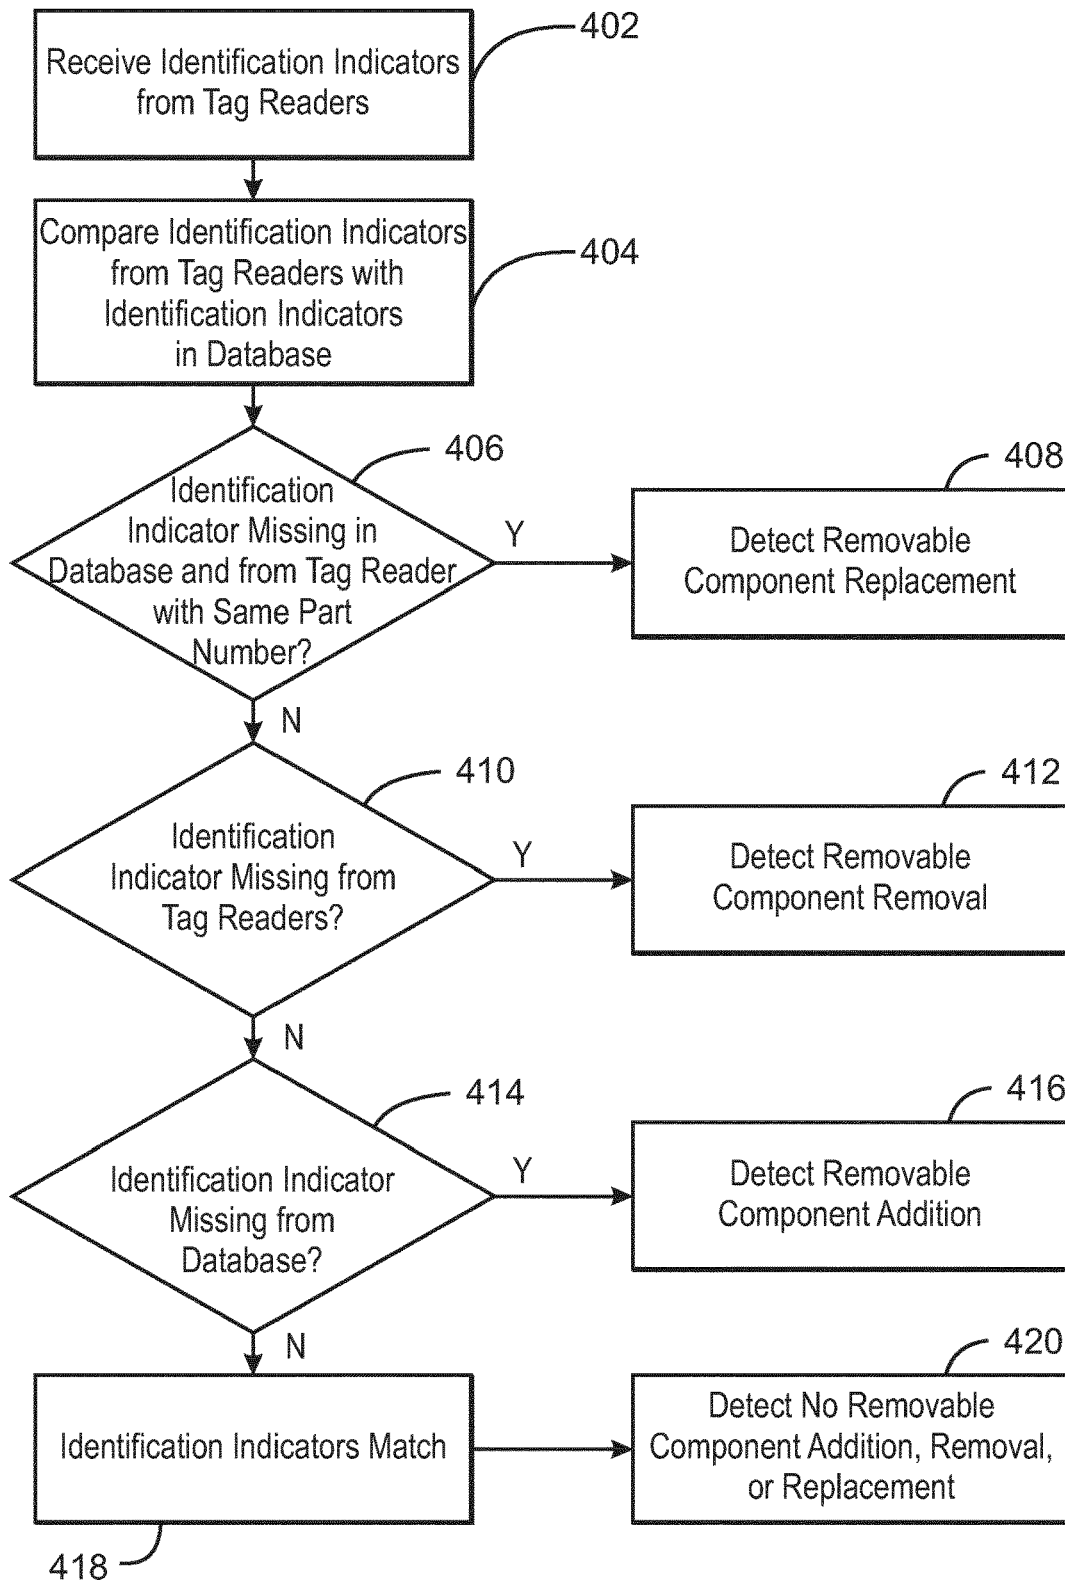 402
Receive Identification Indicators
from Tag Readers
404
Compare Identification Indicators
from Tag Readers with
Identification Indicators
in Database
406
Identification
Indicator Missing in
Database and from Tag Reader
with Same Part
Number?
Y
408
Detect Removable
Component Replacement
N
410
Identification
Indicator Missing from
Tag Readers?
Y
412
Detect Removable
Component Removal
N
414
Identification Indicator
Missing from
Database?
Y
416
Detect Removable
Component Addition
N
Identification Indicators Match
418
420
Detect No Removable
Component Addition, Removal,
or Replacement